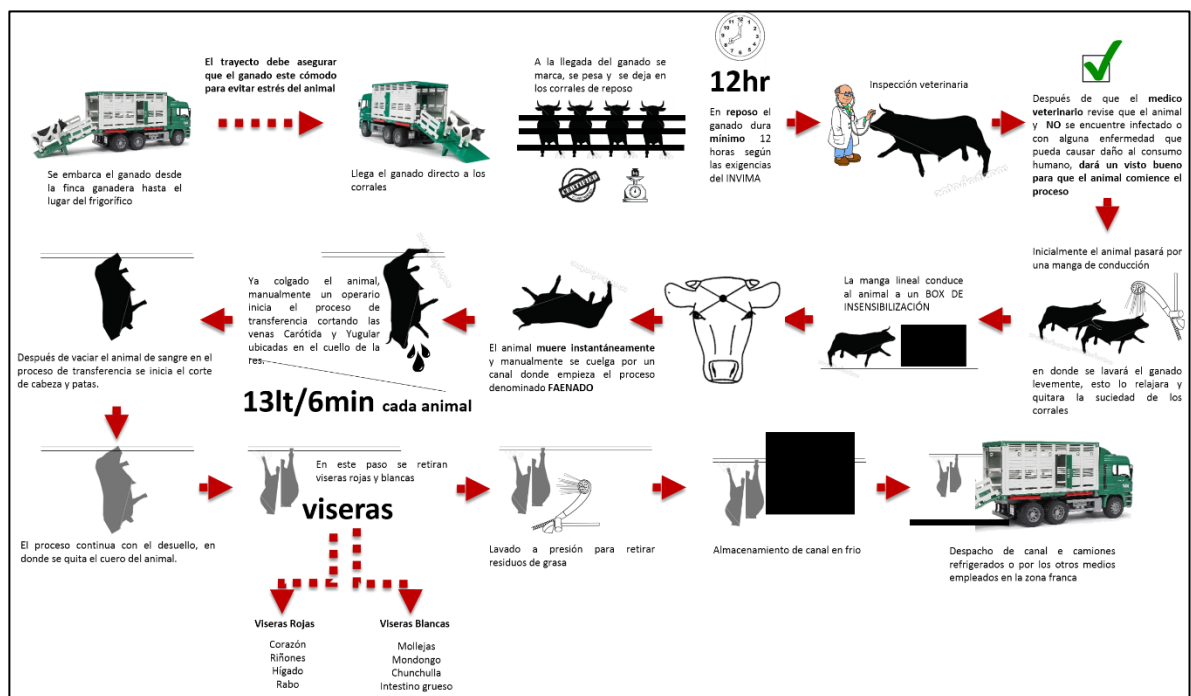 El trayecto debe asegurar
que el ganado este cómodo
para evitar estrés del animal
Se embarca el ganado desde
la finca ganadera hasta el
lugar del frigorífico
Llega el ganado directo a los
corrales
A la llegada del ganado se
marca, se pesa y se deja en
los corrales de reposo
CERTIFIED
12hr
En reposo el
ganado dura
mínimo 12
horas según
las exigencias
del INVIMA
Inspección veterinaria
Después de que el medico
veterinario revise que el animal
y NO se encuentre infectado o
con alguna enfermedad que
pueda causar daño al consumo
humano, dará un visto bueno
para que el animal comience el
proceso
Inicialmente el animal pasará por
una manga de conducción
en donde se lavará el ganado
levemente, esto lo relajara y
quitara la suciedad de los
corrales
La manga lineal conduce
al animal a un BOX DE
INSENSIBILIZACIÓN
El animal muere instantáneamente
y manualmente se cuelga por un
canal donde empieza el proceso
denominado FAENADO
Ya colgado el animal,
manualmente un operario
inicia el proceso de
transferencia cortando las
venas Carótida y Yugular
ubicadas en el cuello de la
res.
13lt/6min cada animal
Después de vaciar el animal de sangre en el
proceso de transferencia se inicia el corte
de cabeza y patas.
El proceso continua con el desuello, en
donde se quita el cuero del animal.
En este paso se retiran
viseras rojas y blancas
viseras
Viseras Rojas
Corazón
Riñones
Hígado
Rabo
Viseras Blancas
Mollejas
Mondongo
Chunchulla
Intestino grueso
Lavado a presión para retirar
residuos de grasa
Almacenamiento de canal en frio
Despacho de canal e camiones
refrigerados o por los otros medios
empleados en la zona franca